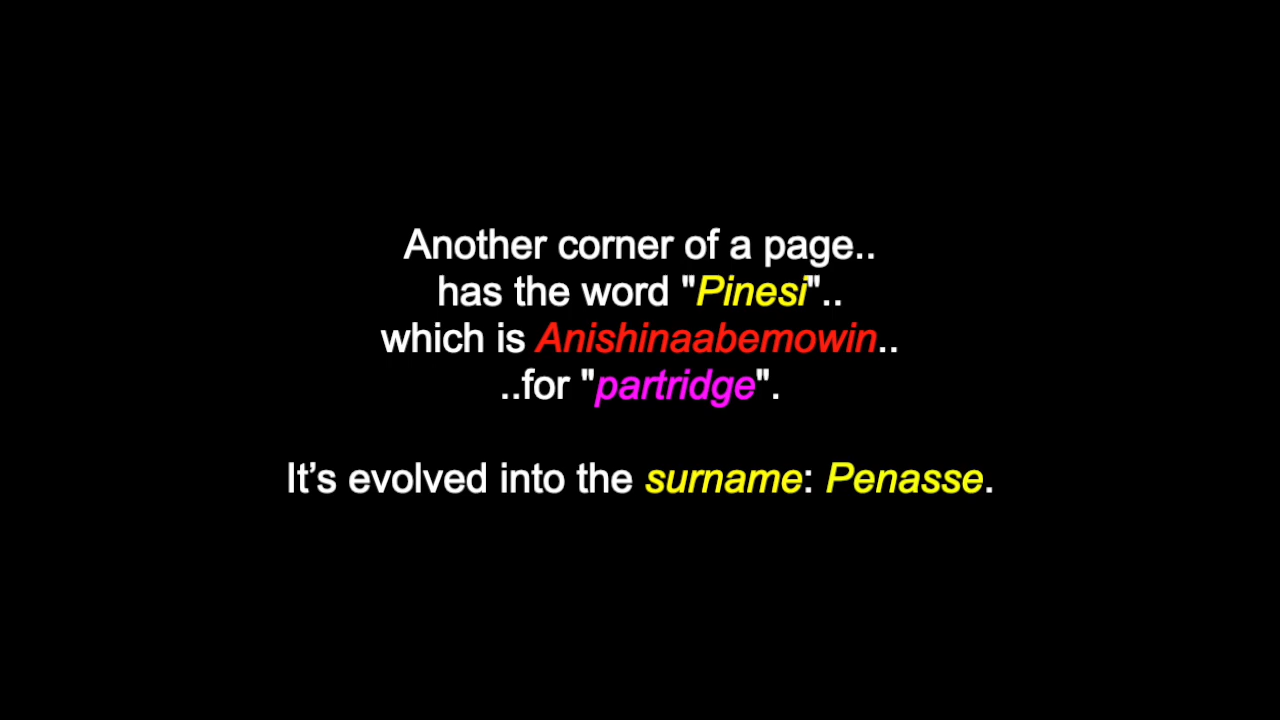 Another corner of a page..
has the word "Pinesi"..
which is Anishinaabemowin..
..for "partridge".
It’s evolved into the surname: Penasse.